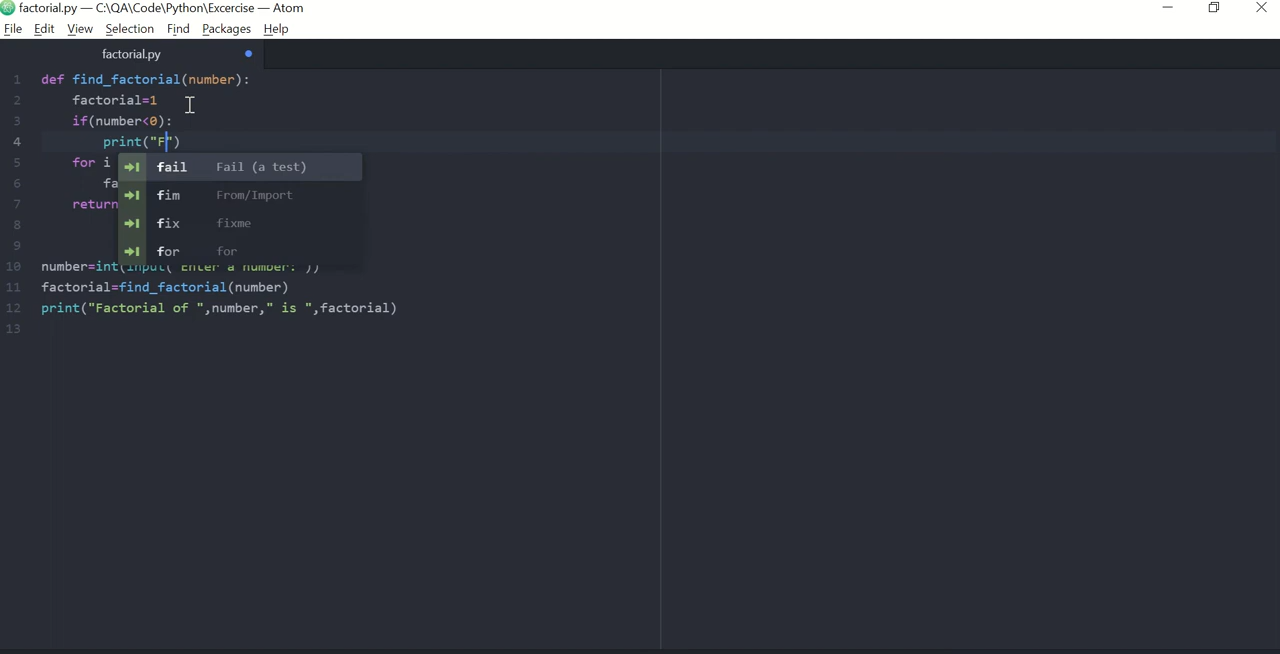 factorial.py — C:\QA\Code\Python\Excercise — Atom
File Edit View Selection Find Packages Help
factorial.py
1 def find_factorial(number):
2 factorial=1
3 if(number<0):
4 print("F")
5 for i
fail Fail (a test)
6 fa
fim From/Import
7 return
8
fix fixme
9
for for
10 number=int(input("Enter a number: "))
11 factorial=find_factorial(number)
12 print("Factorial of ",number," is ",factorial)
13